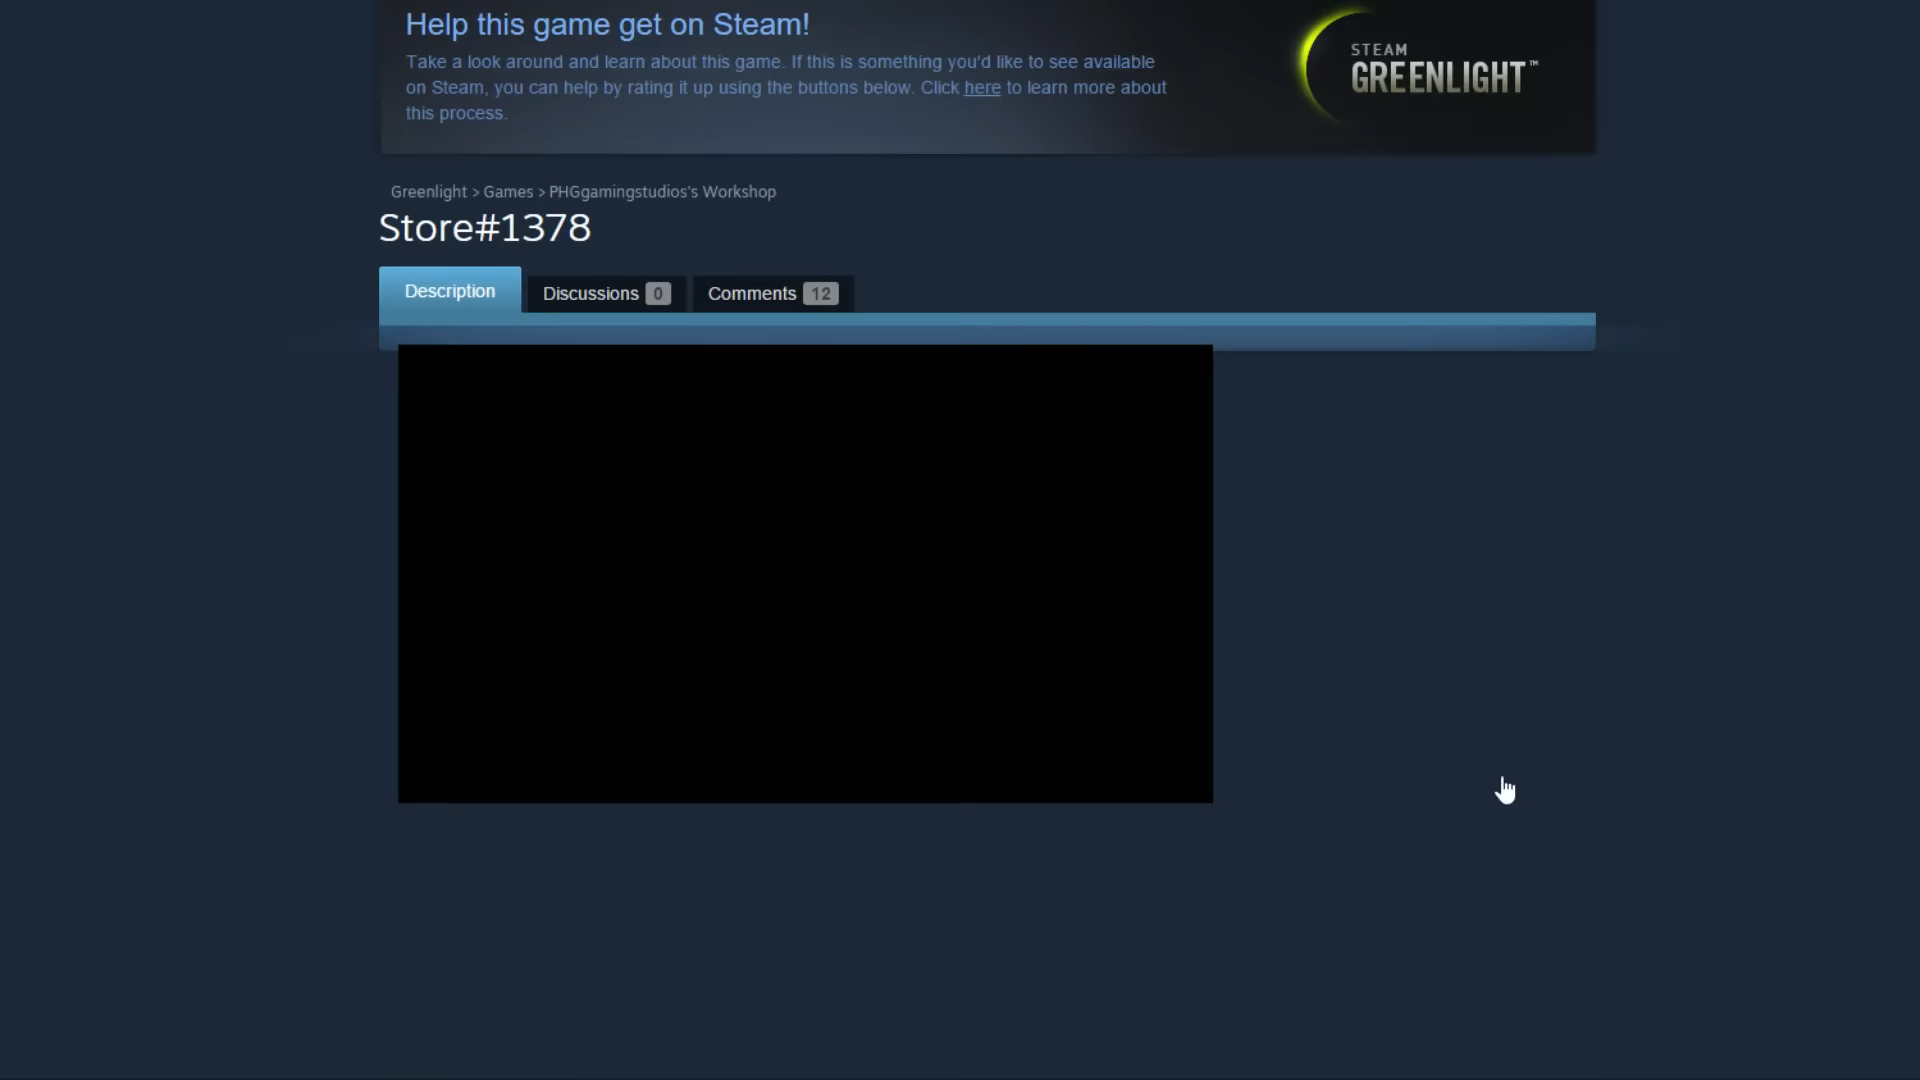 Help this game get on Steam!
Take a look around and learn about this game. If this is something you'd like to see available
on Steam, you can help by rating it up using the buttons below. Click here to learn more about
this process.
STEAM
GREENLIGHT™
Greenlight > Games > PHGgamingstudios's Workshop
Store#1378
Description
Discussions 0
Comments 12